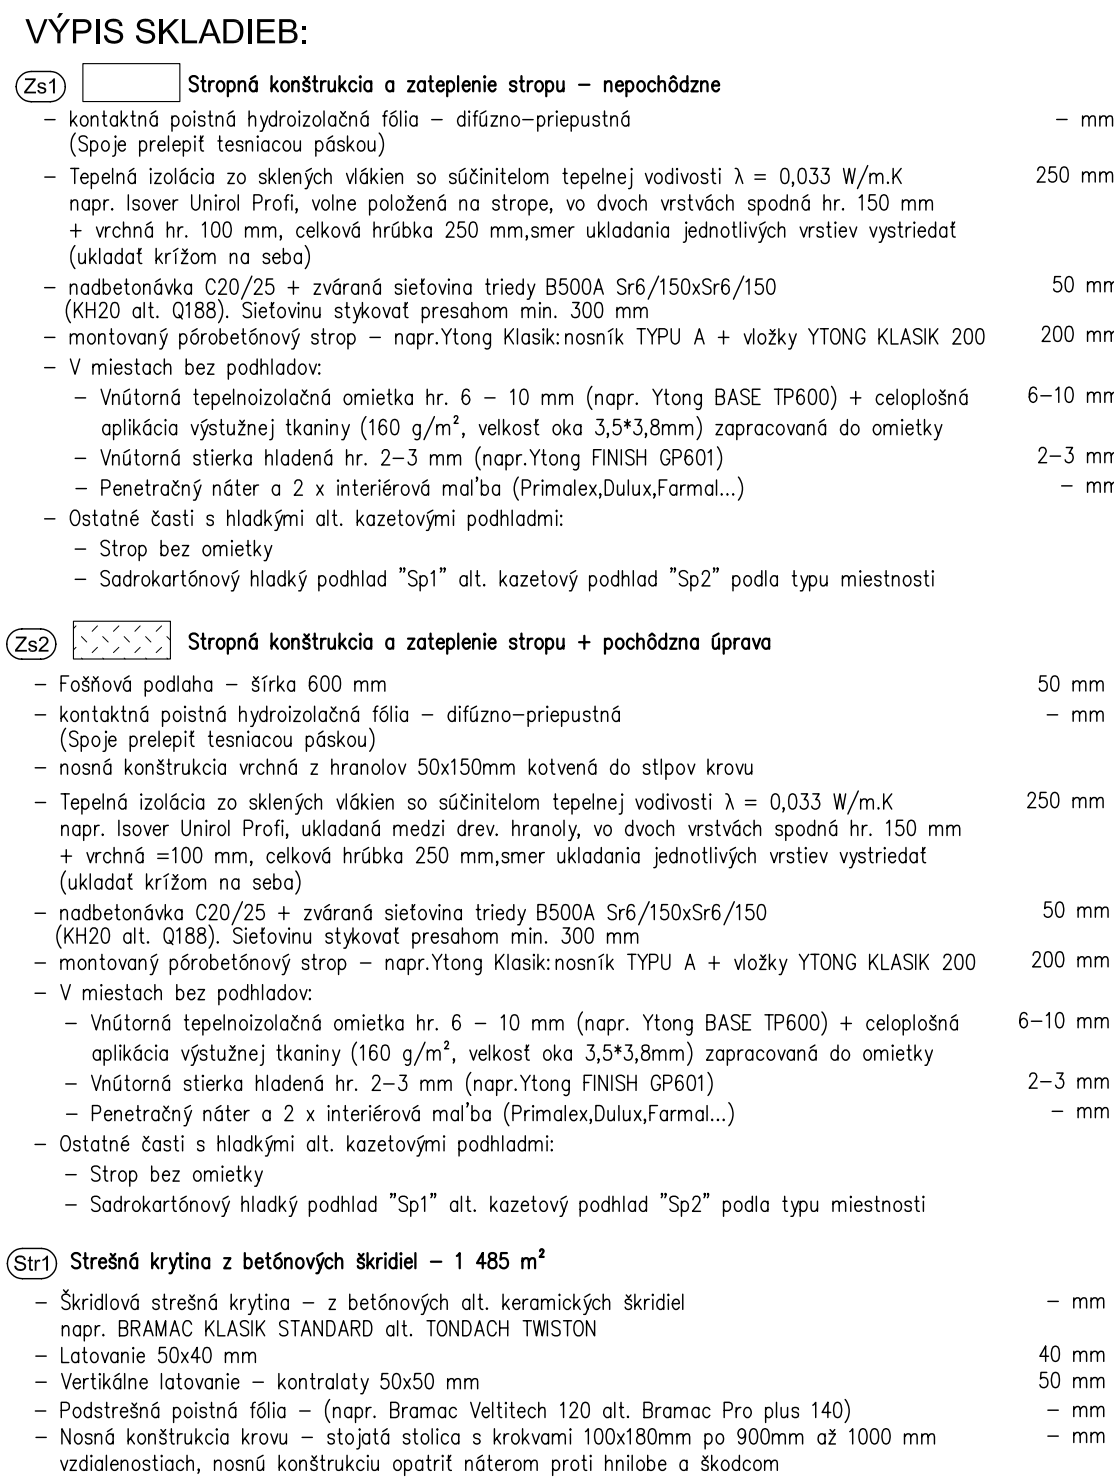 VÝPIS SKLADIEB:
Zs1 Stropná konštrukcia a zateplenie stropu – nepochôdzne
– kontaktná poistná hydroizolačná fólia – difúzno-priepustná – mm
(Spoje prelepiť tesniacou páskou)
– Tepelná izolácia zo sklených vlákien so súčinitelom tepelnej vodivosti λ = 0,033 W/m.K 250 mm
napr. Isover Unirol Profi, volne položená na strope, vo dvoch vrstvách spodná hr. 150 mm
+ vrchná hr. 100 mm, celková hrúbka 250 mm,smer ukladania jednotlivých vrstiev vystriedať
(ukladať krížom na seba)
– nadbetonávka C20/25 + zváraná sieťovina triedy B500A Sr6/150xSr6/150 50 mm
(KH20 alt. Q188). Sieťovinu stykovať presahom min. 300 mm
– montovaný pórobetónový strop – napr.Ytong Klasik:nosník TYPU A + vložky YTONG KLASIK 200 200 mm
– V miestach bez podhladov:
– Vnútorná tepelnoizolačná omietka hr. 6 – 10 mm (napr. Ytong BASE TP600) + celoplošná 6–10 mm
aplikácia výstužnej tkaniny (160 g/m², velkosť oka 3,5*3,8mm) zapracovaná do omietky
– Vnútorná stierka hladená hr. 2–3 mm (napr.Ytong FINISH GP601) 2–3 mm
– Penetračný náter a 2 x interiérová maľba (Primalex,Dulux,Farmal...) – mm
– Ostatné časti s hladkými alt. kazetovými podhladmi:
– Strop bez omietky
– Sadrokartónový hladký podhlad "Sp1" alt. kazetový podhlad "Sp2" podla typu miestnosti
Zs2 Stropná konštrukcia a zateplenie stropu + pochôdzna úprava
– Fošňová podlaha – šírka 600 mm 50 mm
– kontaktná poistná hydroizolačná fólia – difúzno-priepustná – mm
(Spoje prelepiť tesniacou páskou)
– nosná konštrukcia vrchná z hranolov 50x150mm kotvená do stlpov krovu
– Tepelná izolácia zo sklených vlákien so súčinitelom tepelnej vodivosti λ = 0,033 W/m.K 250 mm
napr. Isover Unirol Profi, ukladaná medzi drev. hranoly, vo dvoch vrstvách spodná hr. 150 mm
+ vrchná =100 mm, celková hrúbka 250 mm,smer ukladania jednotlivých vrstiev vystriedať
(ukladať krížom na seba)
– nadbetonávka C20/25 + zváraná sieťovina triedy B500A Sr6/150xSr6/150 50 mm
(KH20 alt. Q188). Sieťovinu stykovať presahom min. 300 mm
– montovaný pórobetónový strop – napr.Ytong Klasik:nosník TYPU A + vložky YTONG KLASIK 200 200 mm
– V miestach bez podhladov:
– Vnútorná tepelnoizolačná omietka hr. 6 – 10 mm (napr. Ytong BASE TP600) + celoplošná 6–10 mm
aplikácia výstužnej tkaniny (160 g/m², velkosť oka 3,5*3,8mm) zapracovaná do omietky
– Vnútorná stierka hladená hr. 2–3 mm (napr.Ytong FINISH GP601) 2–3 mm
– Penetračný náter a 2 x interiérová maľba (Primalex,Dulux,Farmal...) – mm
– Ostatné časti s hladkými alt. kazetovými podhladmi:
– Strop bez omietky
– Sadrokartónový hladký podhlad "Sp1" alt. kazetový podhlad "Sp2" podla typu miestnosti
Str1 Strešná krytina z betónových škridiel – 1 485 m²
– Škridlová strešná krytina – z betónových alt. keramických škridiel – mm
napr. BRAMAC KLASIK STANDARD alt. TONDACH TWISTON
– Latovanie 50x40 mm 40 mm
– Vertikálne latovanie – kontralaty 50x50 mm 50 mm
– Podstrešná poistná fólia – (napr. Bramac Veltitech 120 alt. Bramac Pro plus 140) – mm
– Nosná konštrukcia krovu – stojatá stolica s krokvami 100x180mm po 900mm až 1000 mm – mm
vzdialenostiach, nosnú konštrukciu opatriť náterom proti hnilobe a škodcom